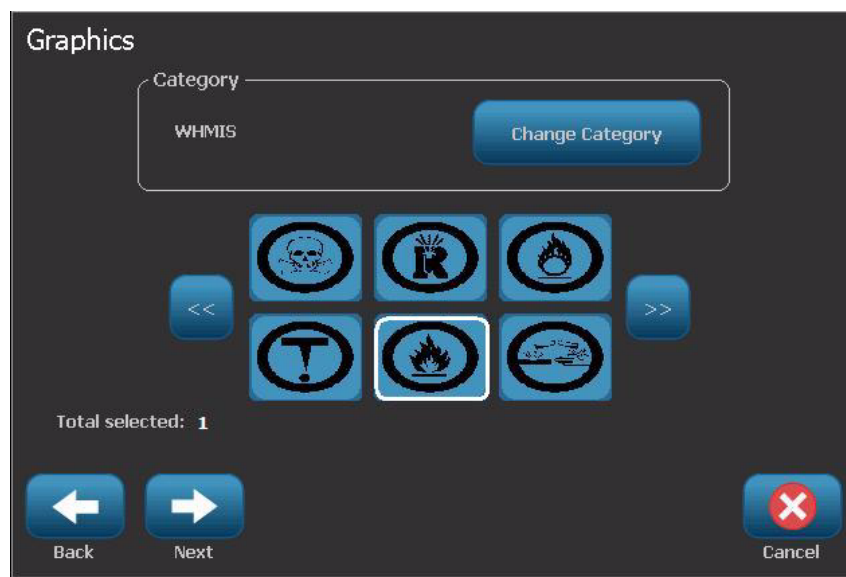 Graphics
Category
WHMIS
Change Category
<<
>>
Total selected: 1
Back
Next
Cancel